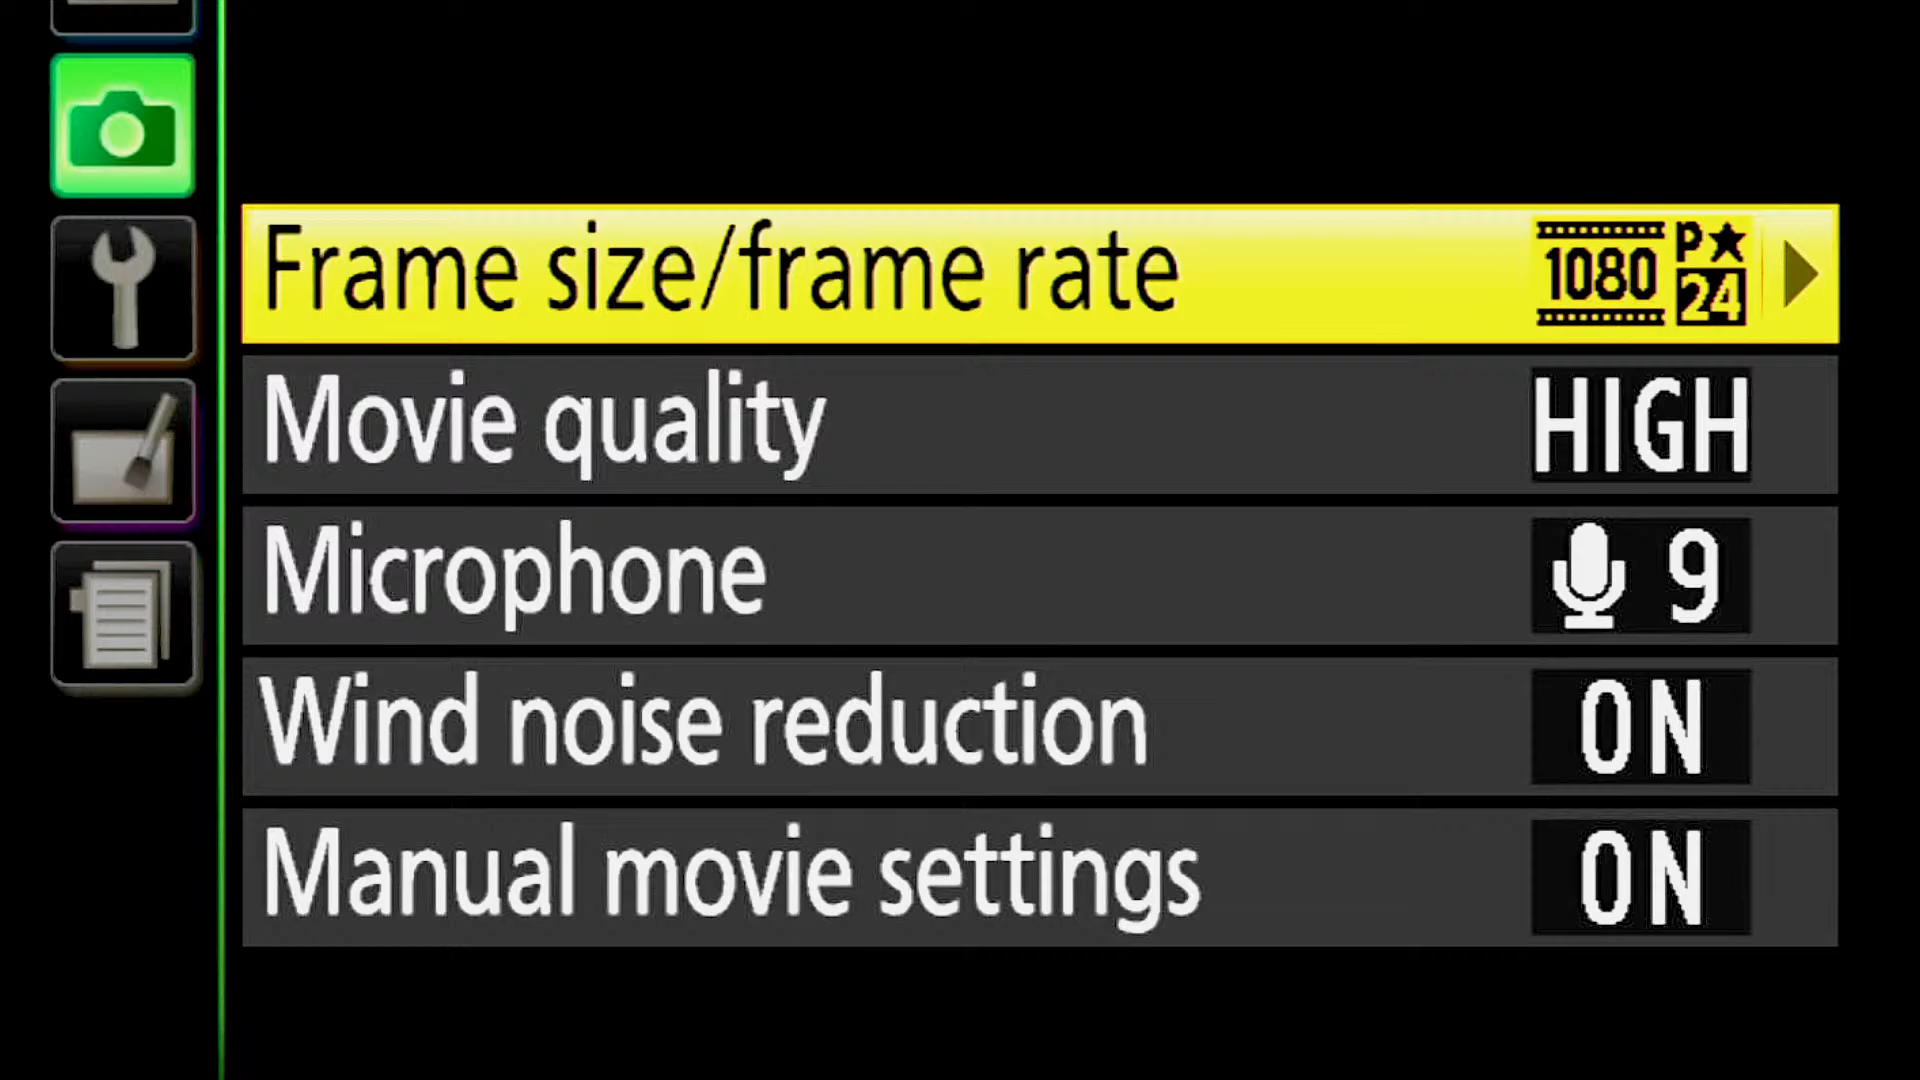 Frame size/frame rate 1080 P★ 24
Movie quality HIGH
Microphone 9
Wind noise reduction ON
Manual movie settings ON